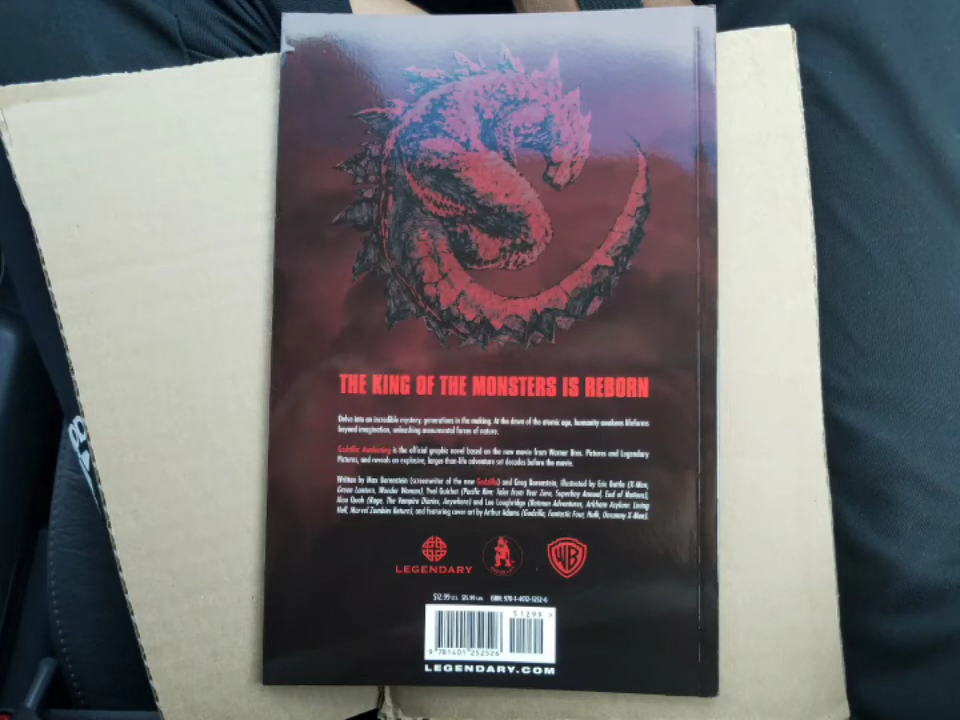 THE KING OF THE MONSTERS IS REBORN
Delve into an incredible mystery, generations in the making. At the dawn of the atomic age, humanity awakens lifeforms
beyond imagination, unleashing monumental forces of nature.
Godzilla: Awakening is the official graphic novel based on the new movie from Warner Bros. Pictures and Legendary
Pictures, and reveals an explosive, larger-than-life adventure set decades before the movie.
Written by Max Borenstein (screenwriter of the new Godzilla) and Greg Borenstein, illustrated by Eric Battle (X-Men,
Green Lantern, Wonder Woman), Yvel Guichet (Pacific Rim: Tales from Year Zero, Superboy Annual, End of Nations),
Alan Quah (Rage, The Vampire Diaries, Anywhere) and Lee Loughridge (Batman Adventures, Arkham Asylum: Living
Hell, Marvel Zombies Return), and featuring cover art by Arthur Adams (Godzilla, Fantastic Four, Hulk, Uncanny X-Men).
LEGENDARY
WB
$12.99 U.S. $15.99 CAN. ISBN: 978-1-4012-5252-6
51299 >
9 781401 252526
LEGENDARY.COM